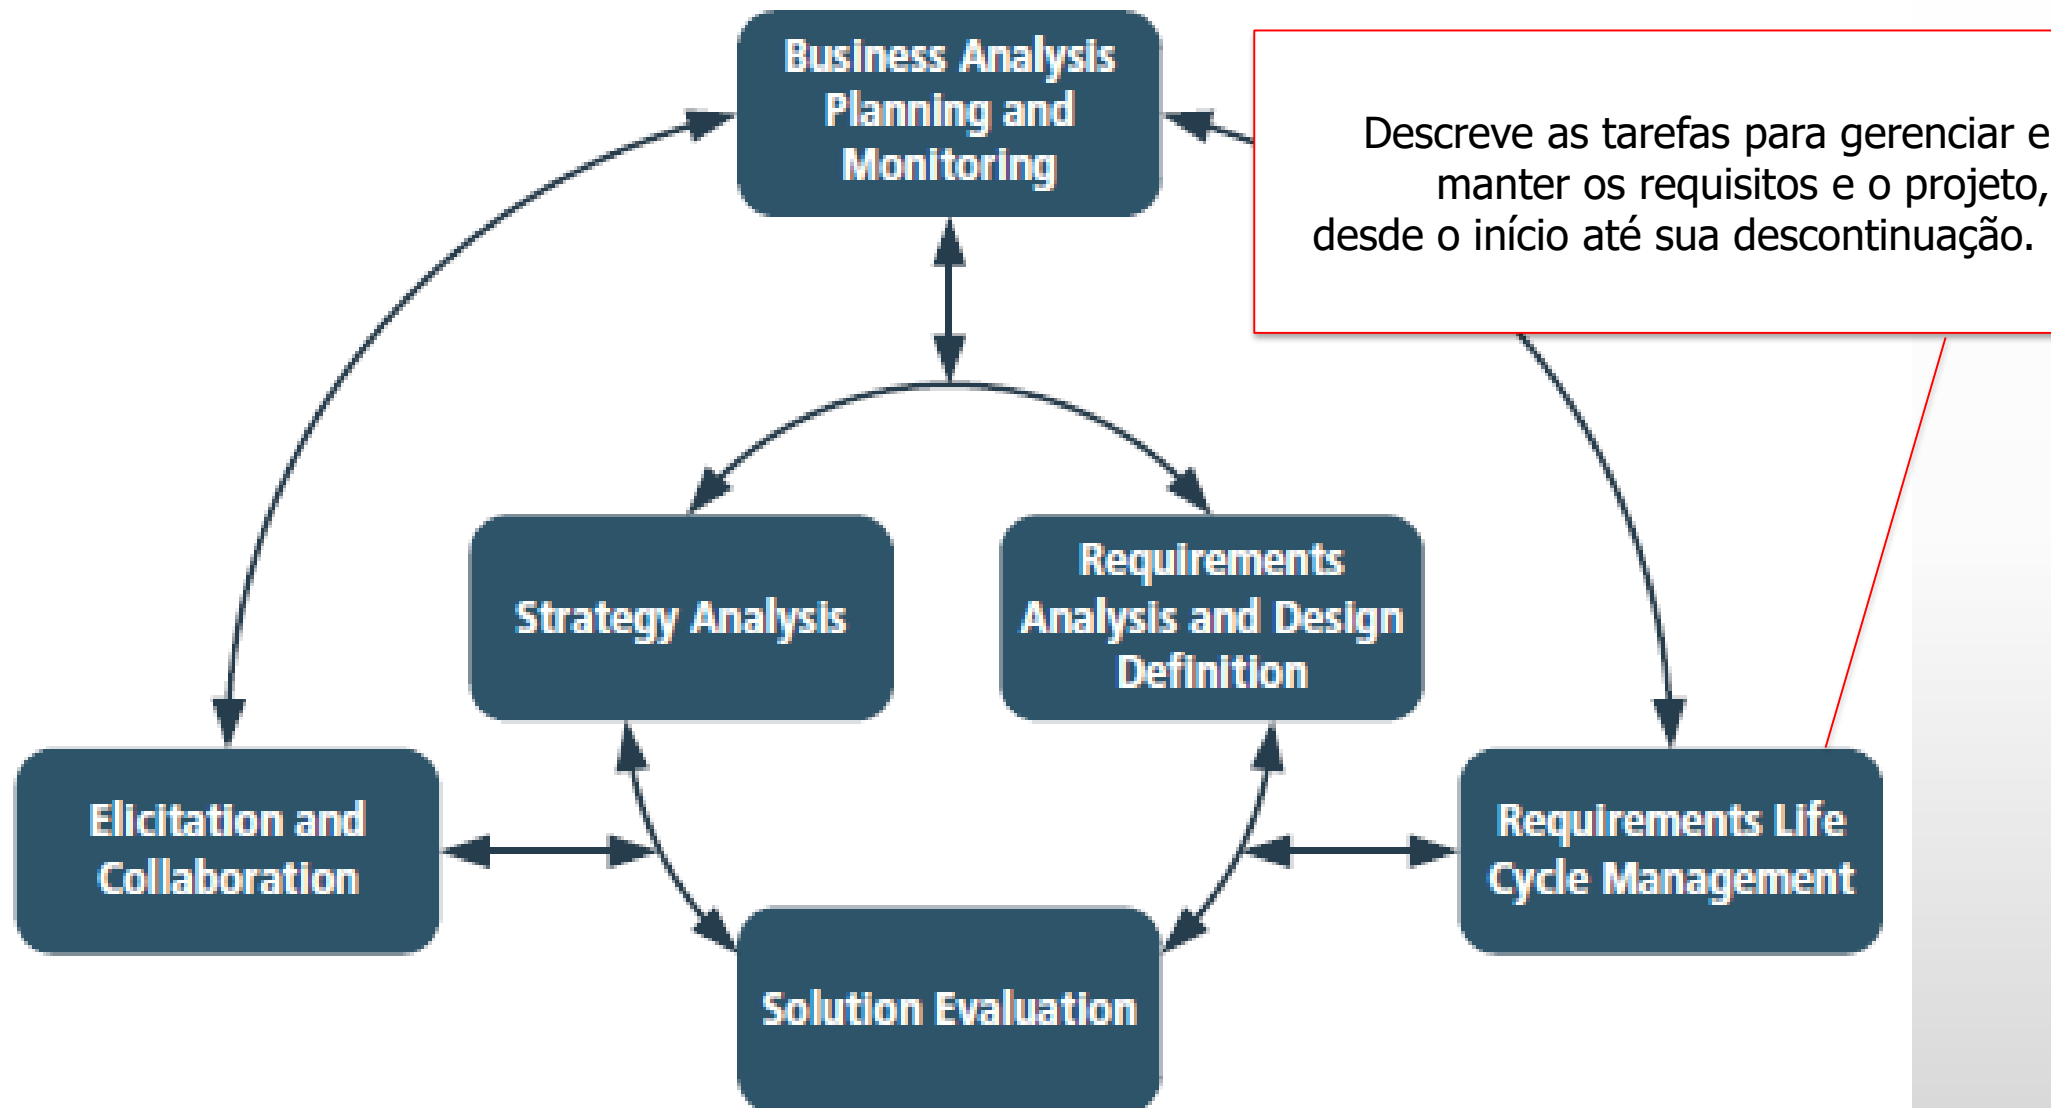 Business Analysis
Planning and
Monitoring
Descreve as tarefas para gerenciar e
manter os requisitos e o projeto,
desde o início até sua descontinuação.
Strategy Analysis
Requirements
Analysis and Design
Definition
Elicitation and
Collaboration
Requirements Life
Cycle Management
Solution Evaluation